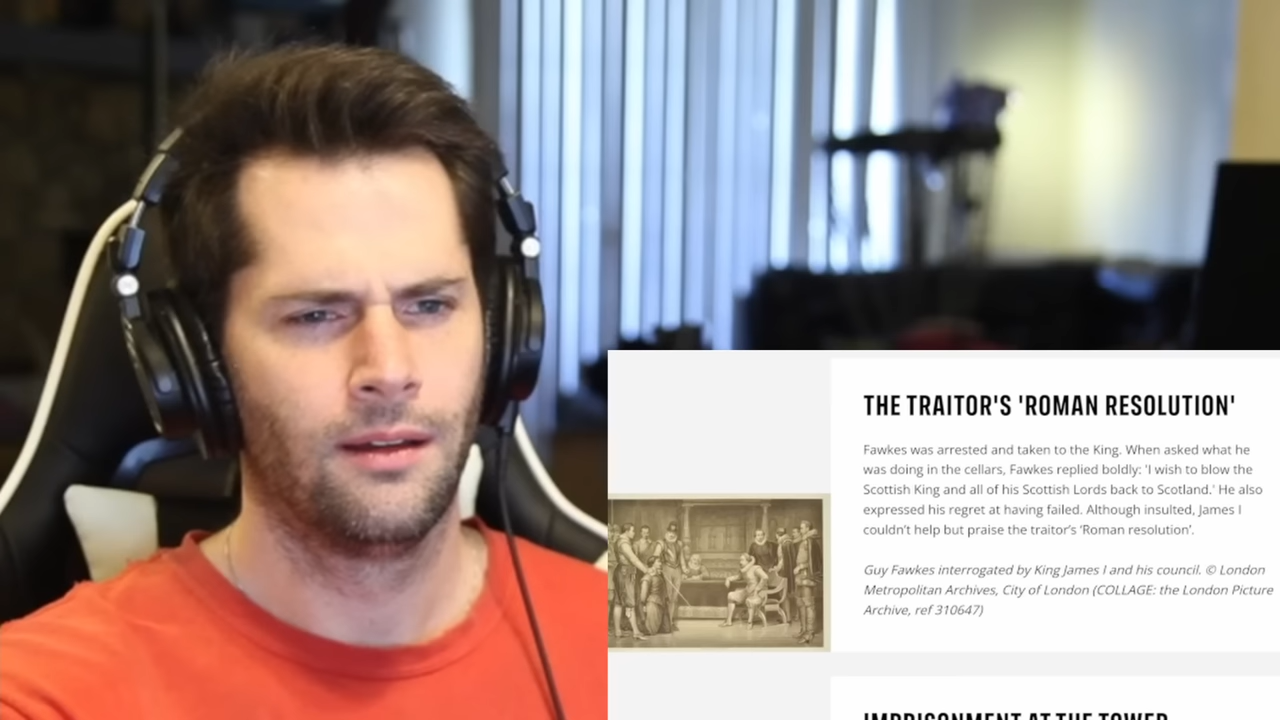 THE TRAITOR'S 'ROMAN RESOLUTION'
Fawkes was arrested and taken to the King. When asked what he
was doing in the cellars, Fawkes replied boldly: 'I wish to blow the
Scottish King and all of his Scottish Lords back to Scotland.' He also
expressed his regret at having failed. Although insulted, James I
couldn't help but praise the traitor's 'Roman resolution'.
Guy Fawkes interrogated by King James I and his council. © London
Metropolitan Archives, City of London (COLLAGE: the London Picture
Archive, ref 310647)
IMPRISONMENT AT THE TOWER